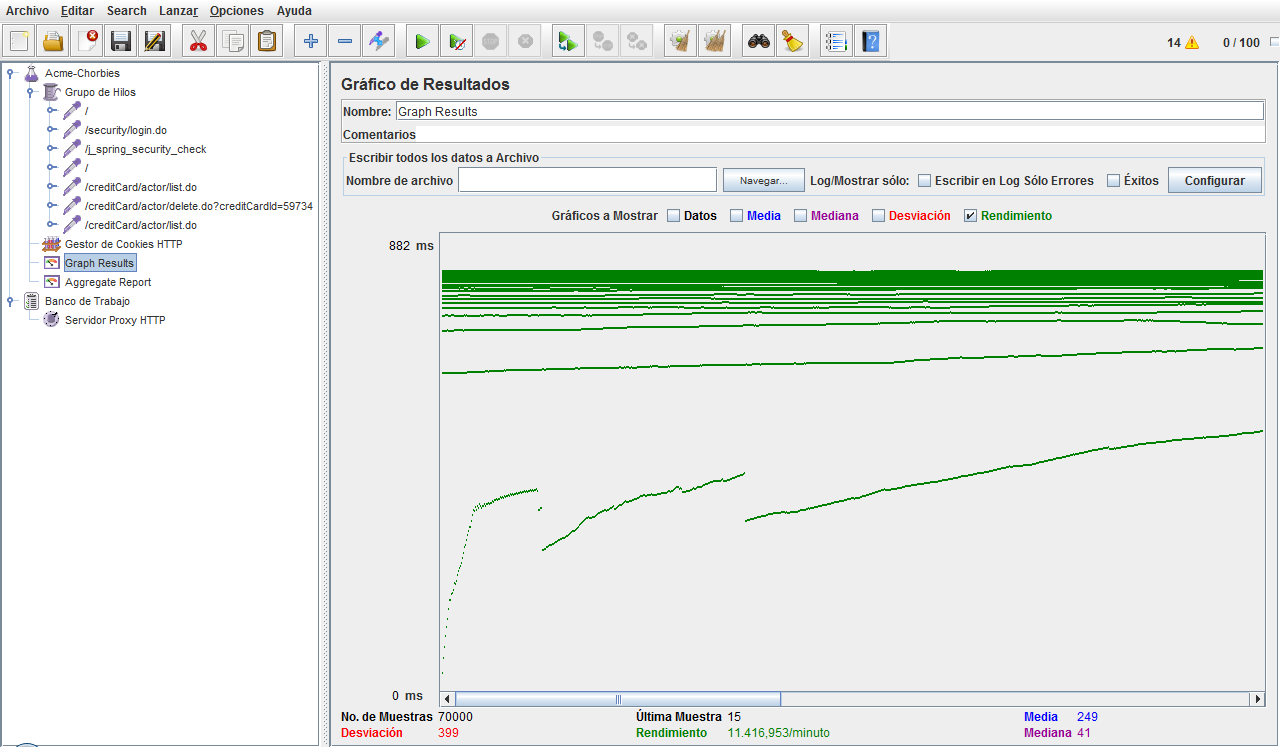 Archivo Editar Search Lanzar Opciones Ayuda
14 0 / 100
Acme-Chorbies
Grupo de Hilos
/
/security/login.do
/j_spring_security_check
/
/creditCard/actor/list.do
/creditCard/actor/delete.do?creditCardId=59734
/creditCard/actor/list.do
Gestor de Cookies HTTP
Graph Results
Aggregate Report
Banco de Trabajo
Servidor Proxy HTTP
Gráfico de Resultados
Nombre: Graph Results
Comentarios
Escribir todos los datos a Archivo
Nombre de archivo Navegar... Log/Mostrar sólo: Escribir en Log Sólo Errores Éxitos Configurar
Gráficos a Mostrar Datos Media Mediana Desviación Rendimiento
882 ms
0 ms
No. de Muestras 70000 Última Muestra 15 Media 249
Desviación 399 Rendimiento 11.416,953/minuto Mediana 41